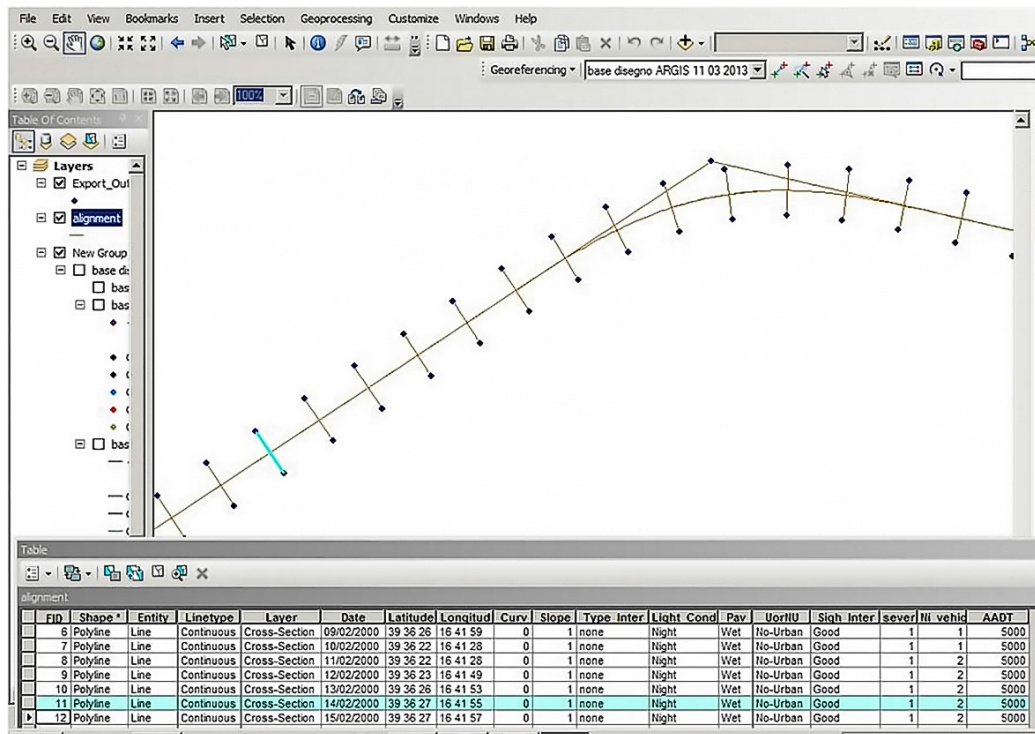 File Edit View Bookmarks Insert Selection Geoprocessing Customize Windows Help
Georeferencing base disegno ARGIS 11 03 2013
100%
Table Of Contents
Layers
Export_Ou
alignment
New Group
base di
bas
bas
bas
Table
alignment
FID Shape * Entity Linetype Layer Date Latitude Longitud Curv Slope Type Inter Light Cond Pav UorNU Sigh Inter sever Ni vehic AADT
6 Polyline Line Continuous Cross-Section 09/02/2000 39 36 26 16 41 59 0 1 none Night Wet No-Urban Good 1 1 5000
7 Polyline Line Continuous Cross-Section 10/02/2000 39 36 22 16 41 28 0 1 none Night Wet No-Urban Good 1 1 5000
8 Polyline Line Continuous Cross-Section 11/02/2000 39 36 22 16 41 28 0 1 none Night Wet No-Urban Good 1 2 5000
9 Polyline Line Continuous Cross-Section 12/02/2000 39 36 23 16 41 49 0 1 none Night Wet No-Urban Good 1 2 5000
10 Polyline Line Continuous Cross-Section 13/02/2000 39 36 26 16 41 53 0 1 none Night Wet No-Urban Good 1 2 5000
11 Polyline Line Continuous Cross-Section 14/02/2000 39 36 27 16 41 55 0 1 none Night Wet No-Urban Good 1 2 5000
12 Polyline Line Continuous Cross-Section 15/02/2000 39 36 27 16 41 57 0 1 none Night Wet No-Urban Good 1 2 5000